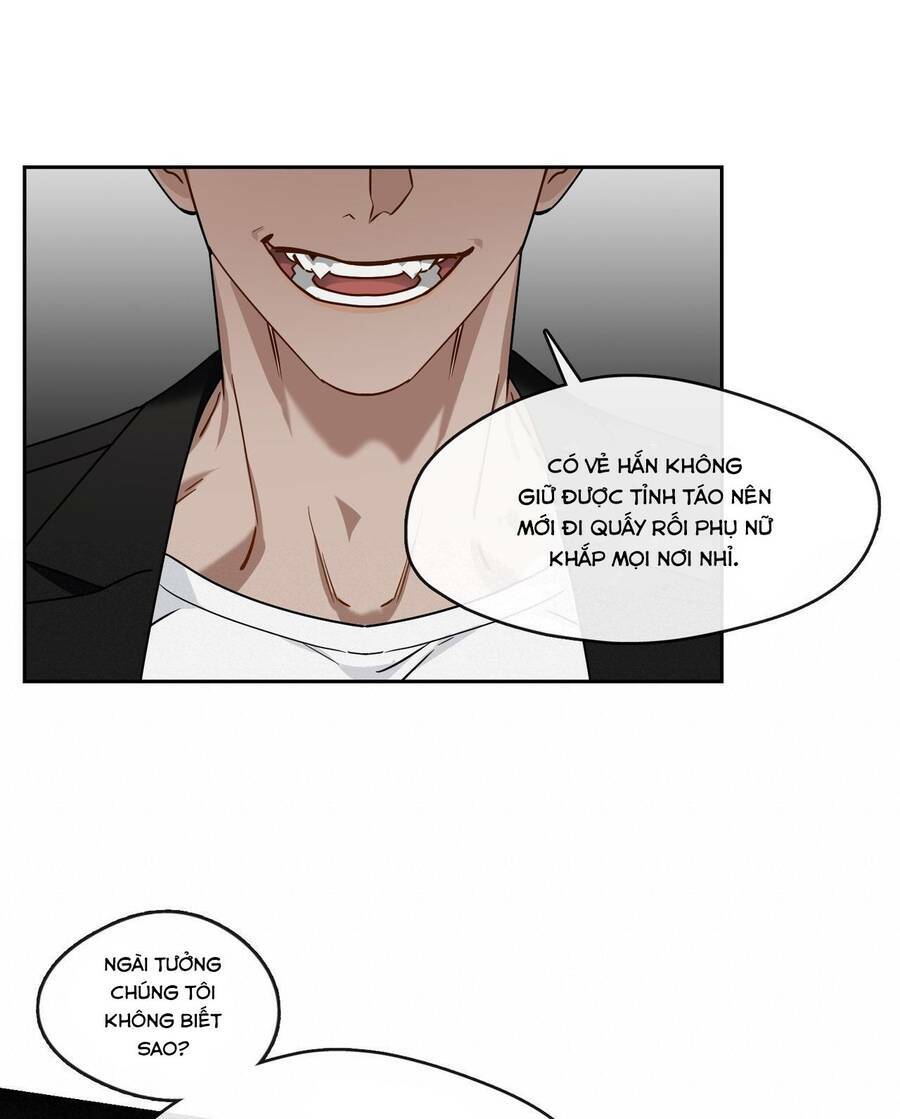 CÓ VẺ HẮN KHÔNG
GIỮ ĐƯỢC TỈNH TÁO NÊN
MỚI ĐI QUẤY RỐI PHỤ NỮ
KHẮP MỌI NƠI NHỈ.
NGÀI TƯỞNG
CHÚNG TÔI
KHÔNG BIẾT
SAO?